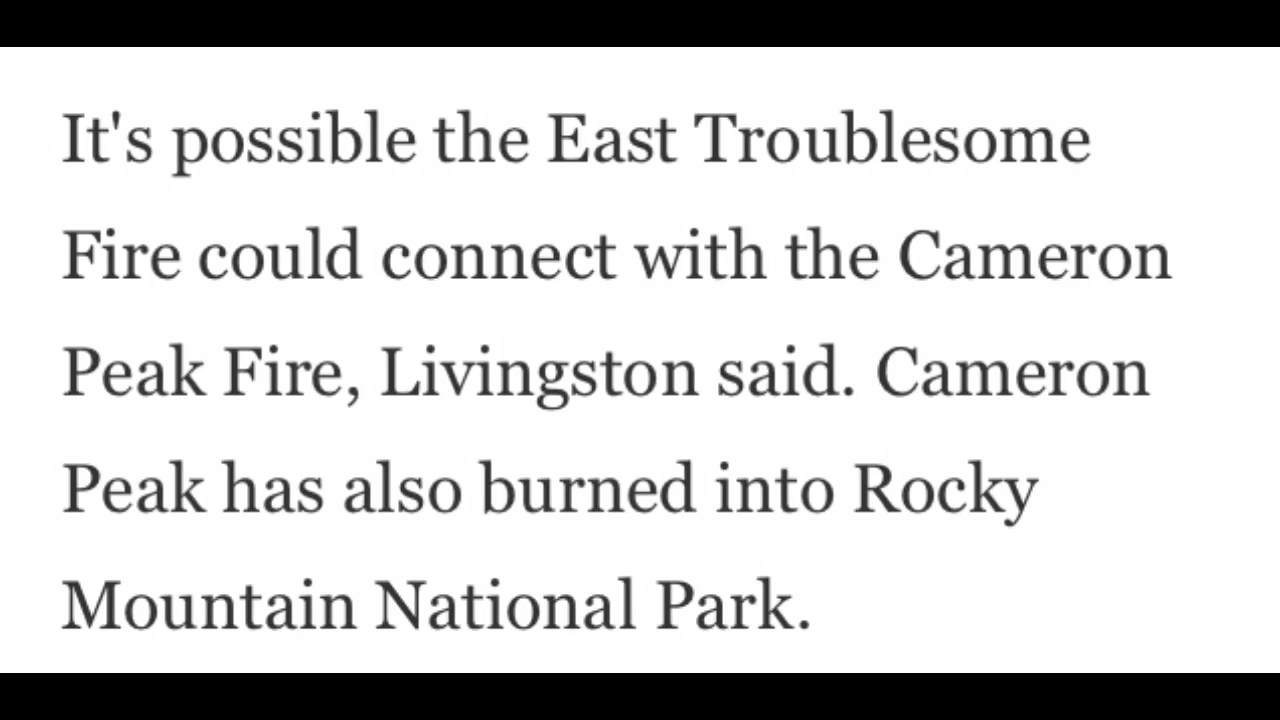 It's possible the East Troublesome
Fire could connect with the Cameron
Peak Fire, Livingston said. Cameron
Peak has also burned into Rocky
Mountain National Park.